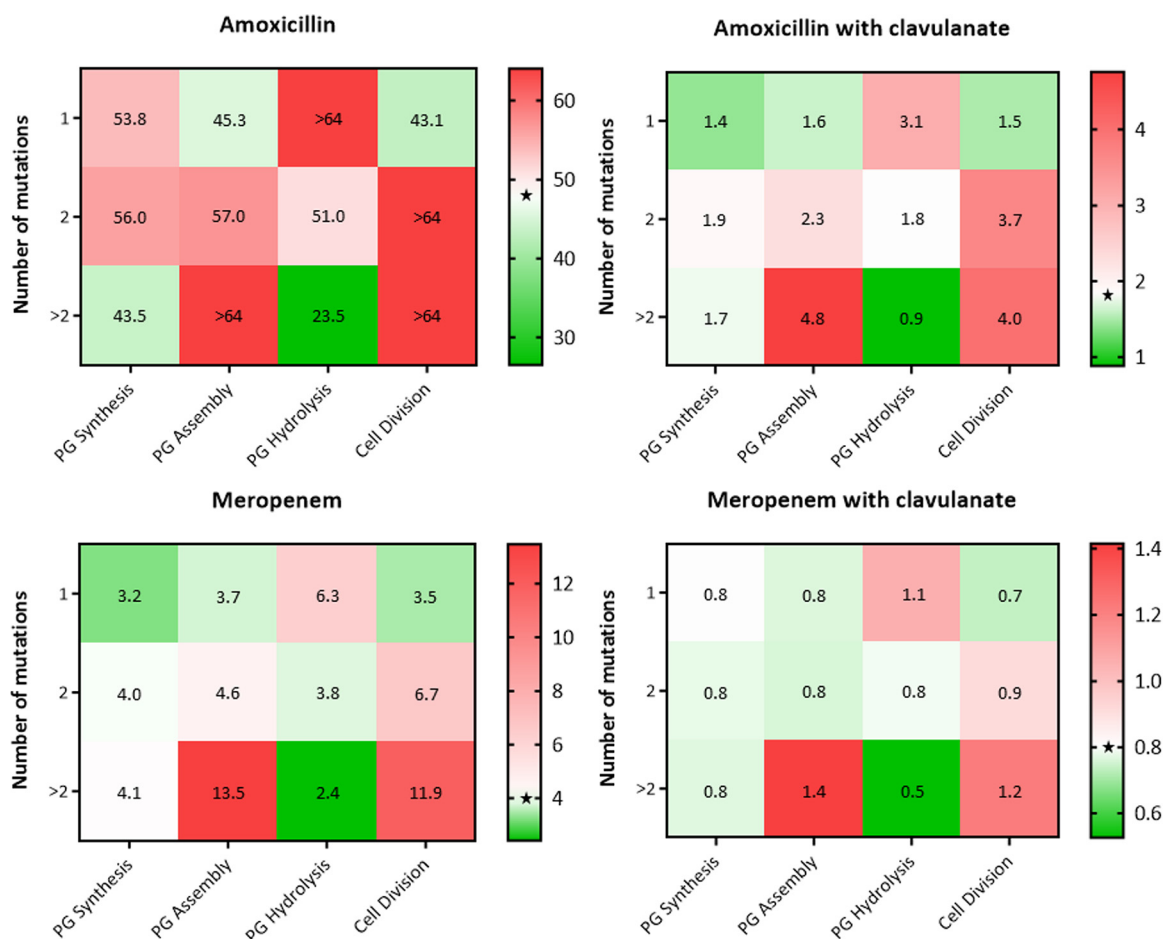 Amoxicillin
Number of mutations
1 53.8 45.3 >64 43.1
2 56.0 57.0 51.0 >64
>2 43.5 >64 23.5 >64
PG Synthesis PG Assembly PG Hydrolysis Cell Division
60
50
★
40
30
Amoxicillin with clavulanate
Number of mutations
1 1.4 1.6 3.1 1.5
2 1.9 2.3 1.8 3.7
>2 1.7 4.8 0.9 4.0
PG Synthesis PG Assembly PG Hydrolysis Cell Division
4
3
2
★
1
Meropenem
Number of mutations
1 3.2 3.7 6.3 3.5
2 4.0 4.6 3.8 6.7
>2 4.1 13.5 2.4 11.9
PG Synthesis PG Assembly PG Hydrolysis Cell Division
12
10
8
6
★ 4
Meropenem with clavulanate
Number of mutations
1 0.8 0.8 1.1 0.7
2 0.8 0.8 0.8 0.9
>2 0.8 1.4 0.5 1.2
PG Synthesis PG Assembly PG Hydrolysis Cell Division
1.4
1.2
1.0
★ 0.8
0.6